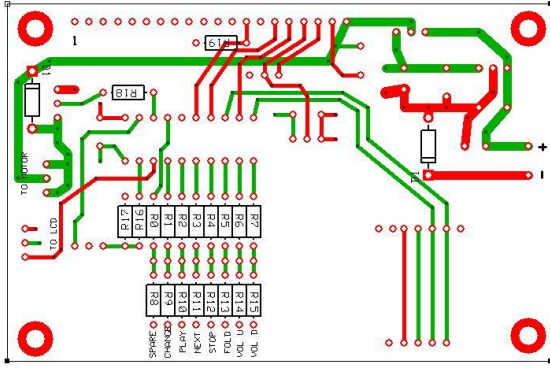 1
R19
R18
+
-
TO MOTOR
TO LCD
R17
R16
R0
R1
R2
R3
R4
R5
R6
R7
R8
R9
R10
R11
R12
R13
R14
R15
SPARE
CHANGE
PLAY
NEXT
STOP
FOLD
VOL U
VOL D